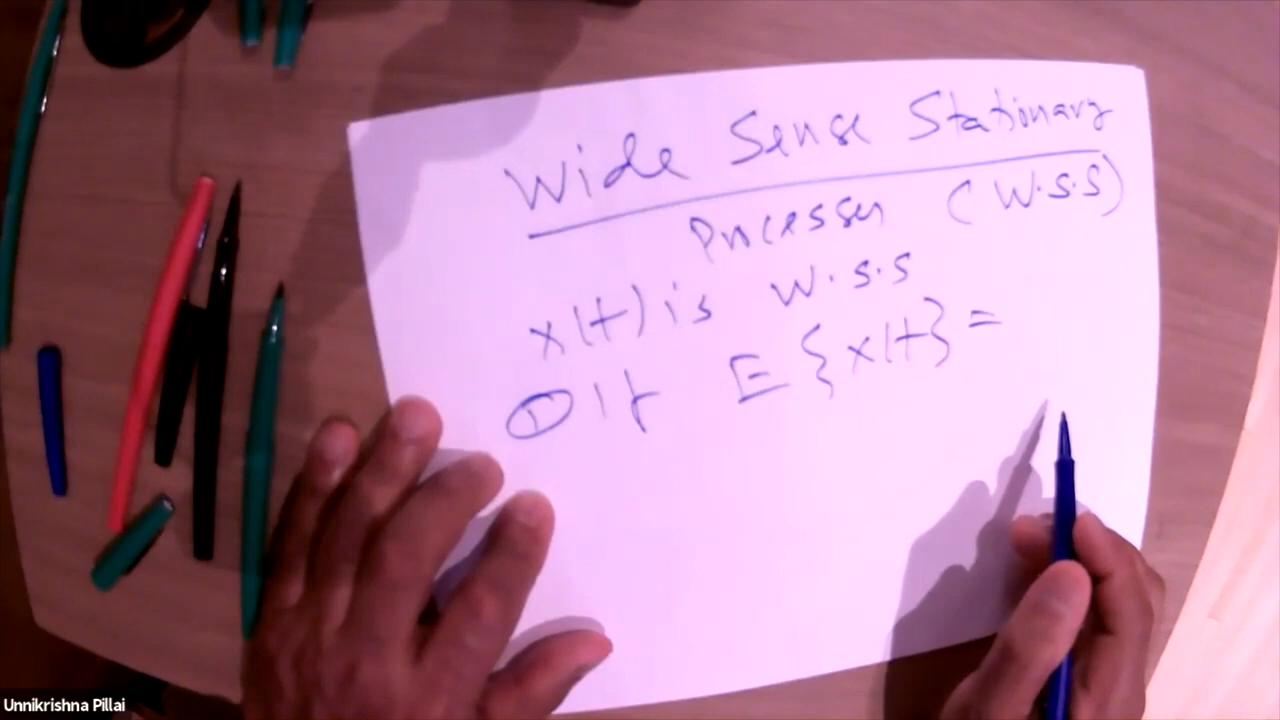 Wide Sense Stationary
Processes (W.S.S)
x(t) is W.S.S
① If E{x(t)} =
Unnikrishna Pillai